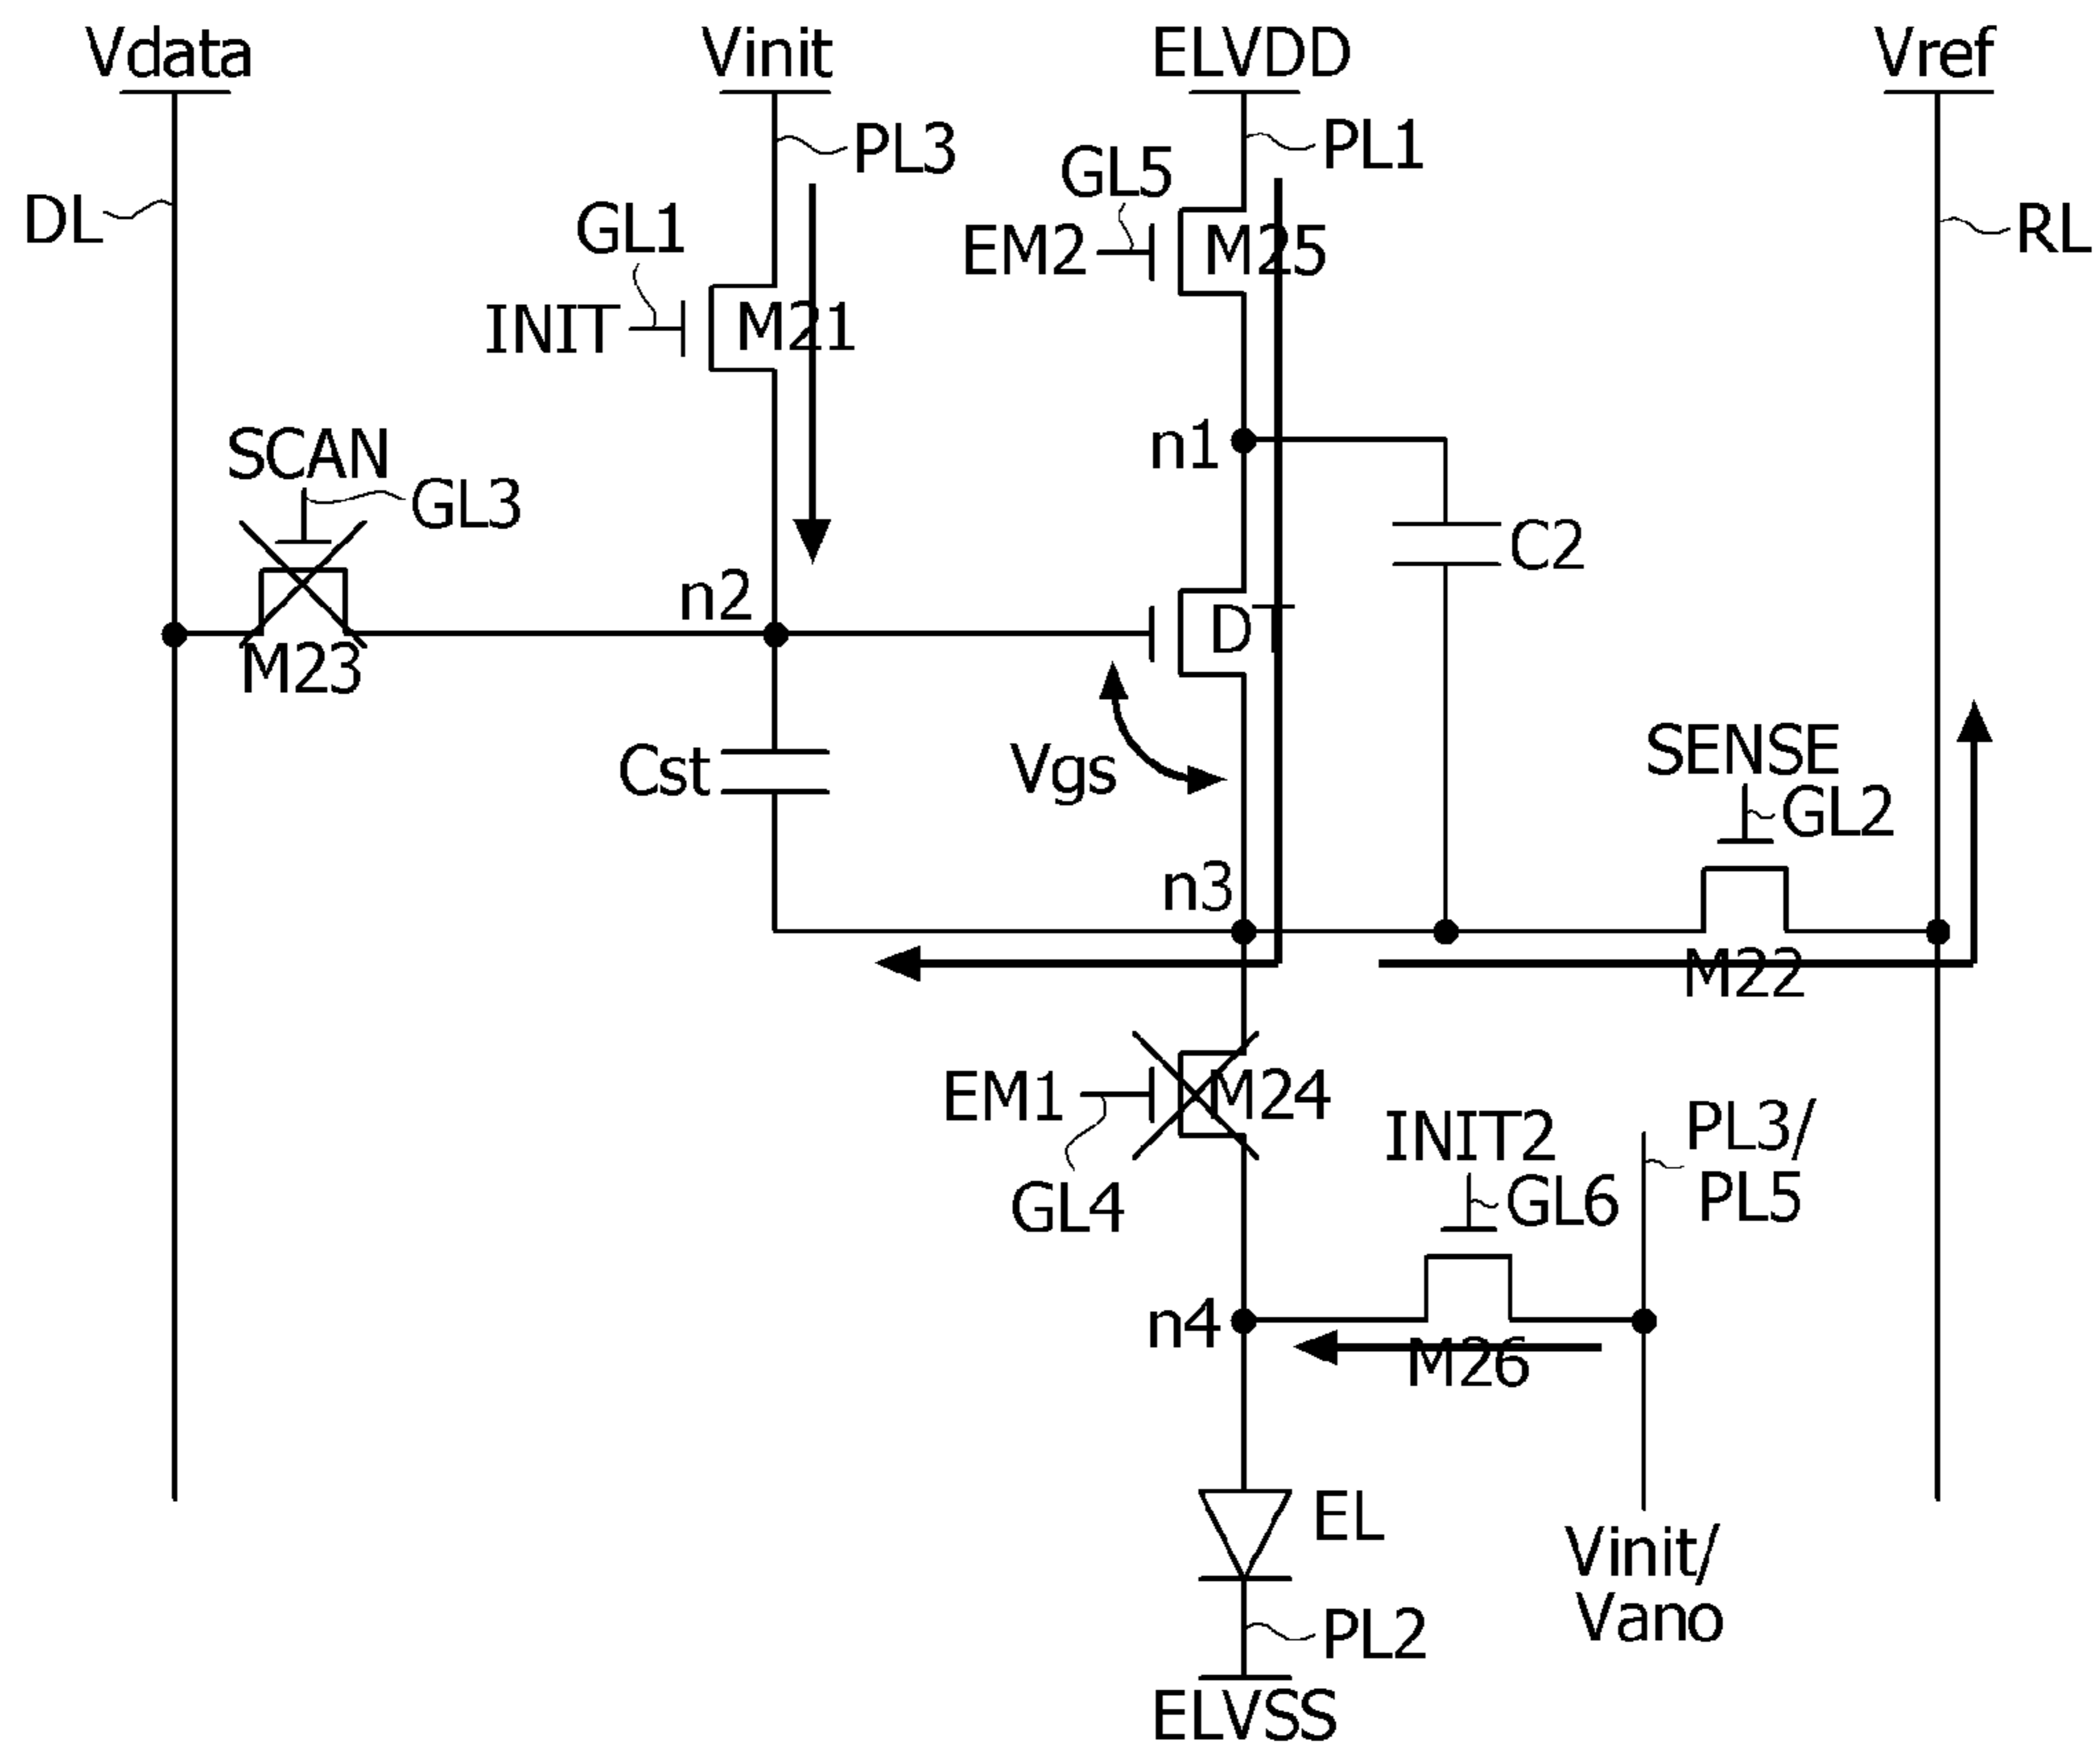 Vdata
Vinit
ELVDD
Vref
PL3
PL1
GL5
DL
GL1
EM2
M25
RL
INIT
M21
SCAN
GL3
n1
C2
n2
DT
M23
Cst
Vgs
SENSE
GL2
n3
M22
EM1
M24
GL4
INIT2
GL6
PL3/
PL5
n4
M26
EL
Vinit/
Vano
PL2
ELVSS